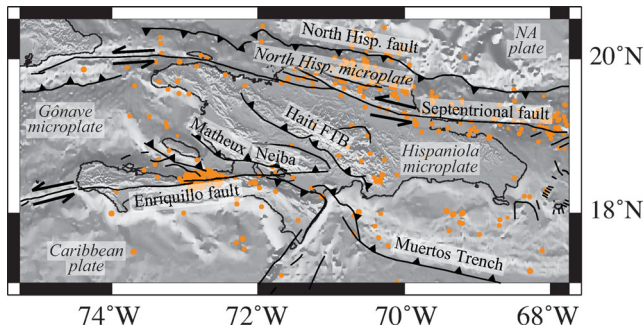 North Hisp. fault
NA
plate
20°N
North Hisp. microplate
Septentrional fault
Gônave
microplate
Haiti FTB
Matheux
Neiba
Hispaniola
microplate
Enriquillo fault
18°N
Caribbean
plate
Muertos Trench
74°W
72°W
70°W
68°W